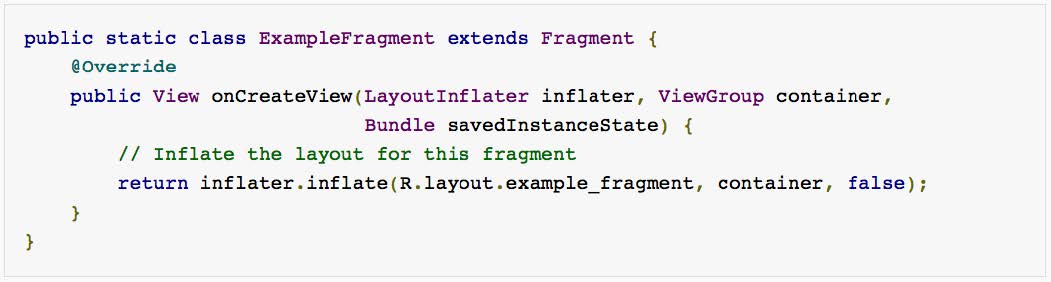 public static class ExampleFragment extends Fragment {
    @Override
    public View onCreateView(LayoutInflater inflater, ViewGroup container,
                             Bundle savedInstanceState) {
        // Inflate the layout for this fragment
        return inflater.inflate(R.layout.example_fragment, container, false);
    }
}